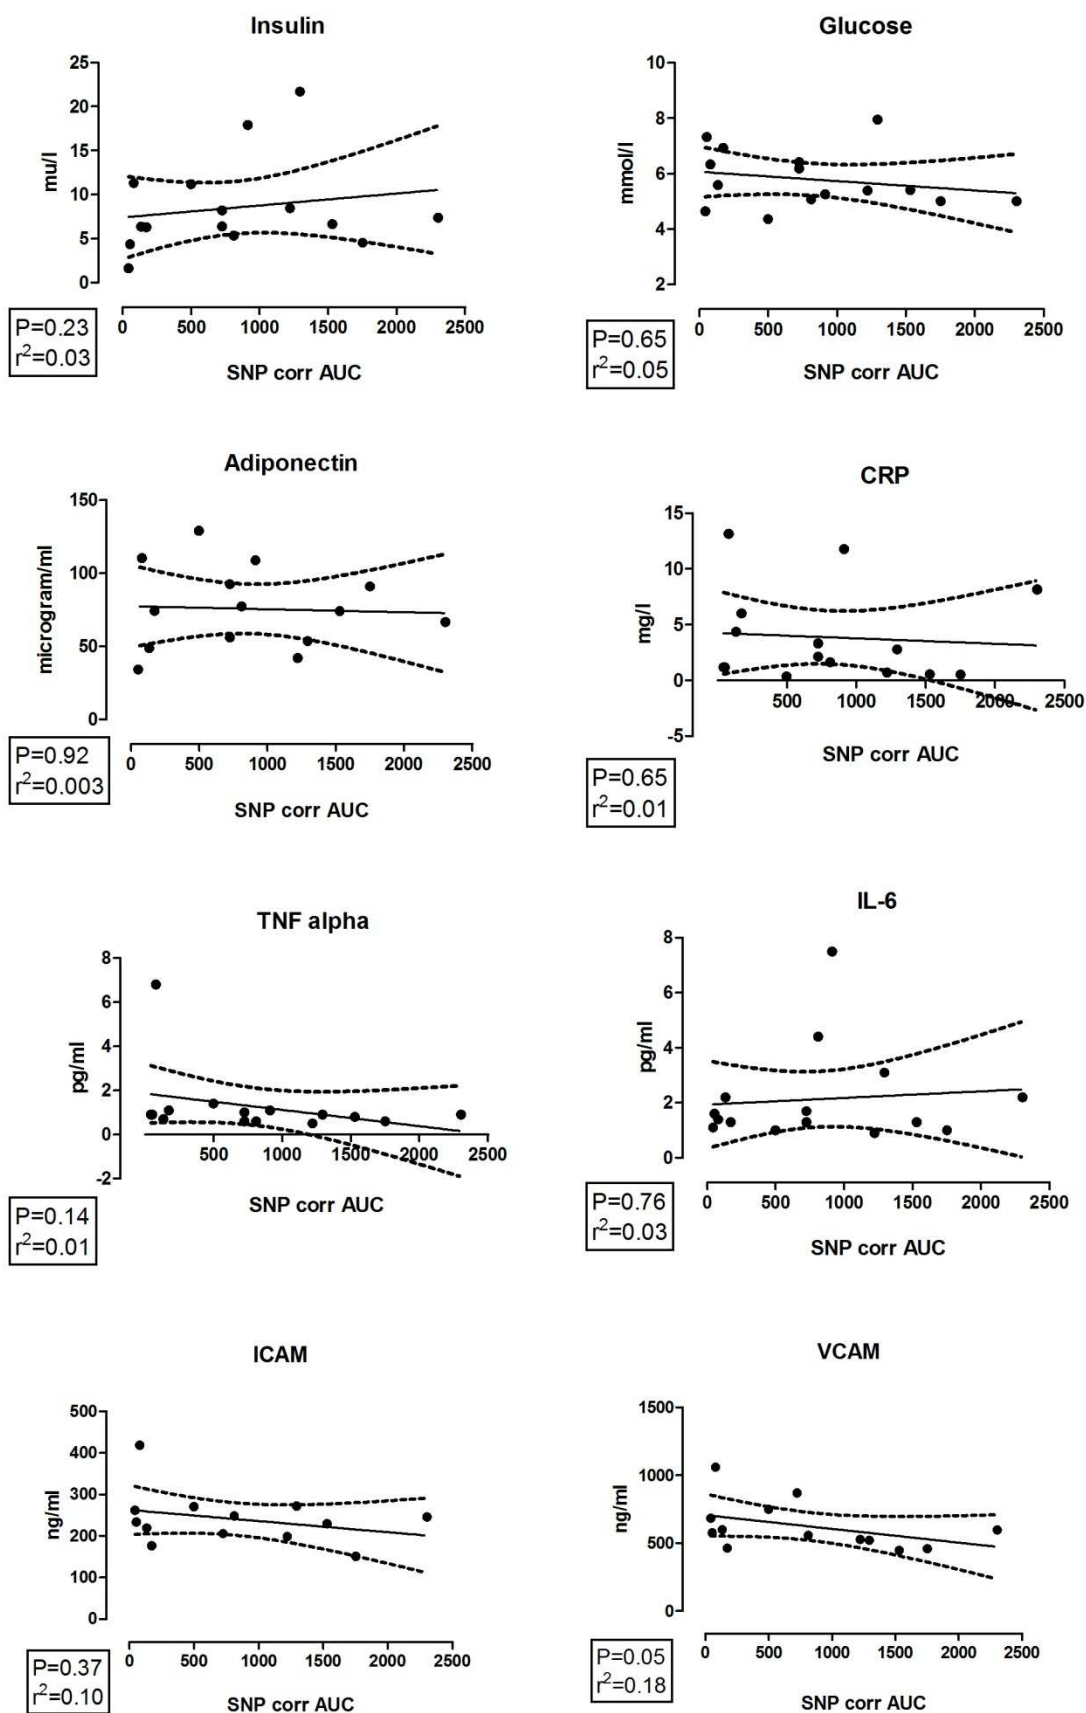 Insulin
mu/l
25
20
15
10
5
0
0 500 1000 1500 2000 2500
SNP corr AUC
P=0.23
r²=0.03
Glucose
mmol/l
10
8
6
4
2
0 500 1000 1500 2000 2500
SNP corr AUC
P=0.65
r²=0.05
Adiponectin
microgram/ml
150
100
50
0
0 500 1000 1500 2000 2500
SNP corr AUC
P=0.92
r²=0.003
CRP
mg/l
15
10
5
0
-5
500 1000 1500 2000 2500
SNP corr AUC
P=0.65
r²=0.01
TNF alpha
pg/ml
8
6
4
2
0
-2
500 1000 1500 2000 2500
SNP corr AUC
P=0.14
r²=0.01
IL-6
pg/ml
8
6
4
2
0
0 500 1000 1500 2000 2500
SNP corr AUC
P=0.76
r²=0.03
ICAM
ng/ml
500
400
300
200
100
0
0 500 1000 1500 2000 2500
SNP corr AUC
P=0.37
r²=0.10
VCAM
ng/ml
1500
1000
500
0
0 500 1000 1500 2000 2500
SNP corr AUC
P=0.05
r²=0.18